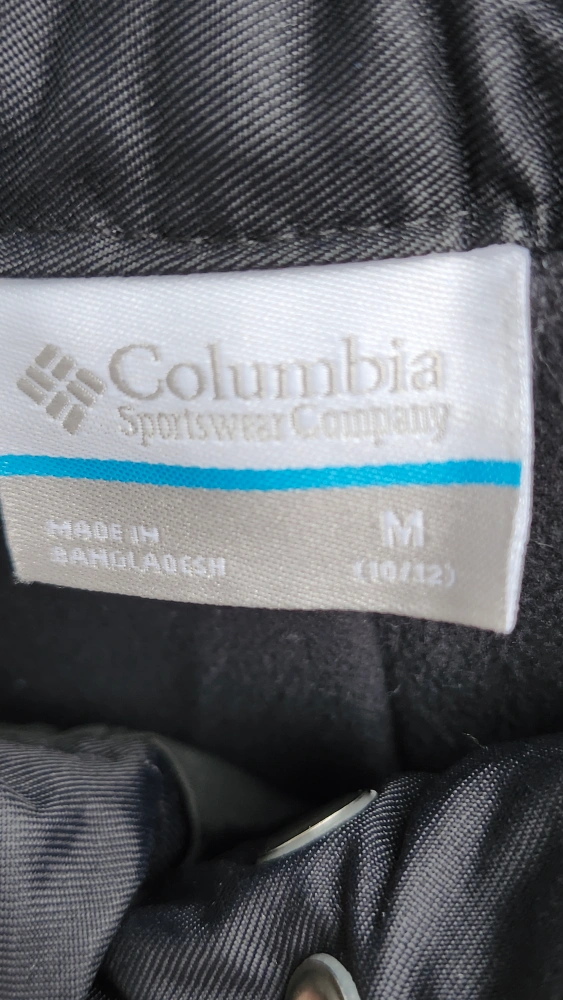 Columbia
Sportswear Company
MADE IN
BANGLADESH
M
(10/12)